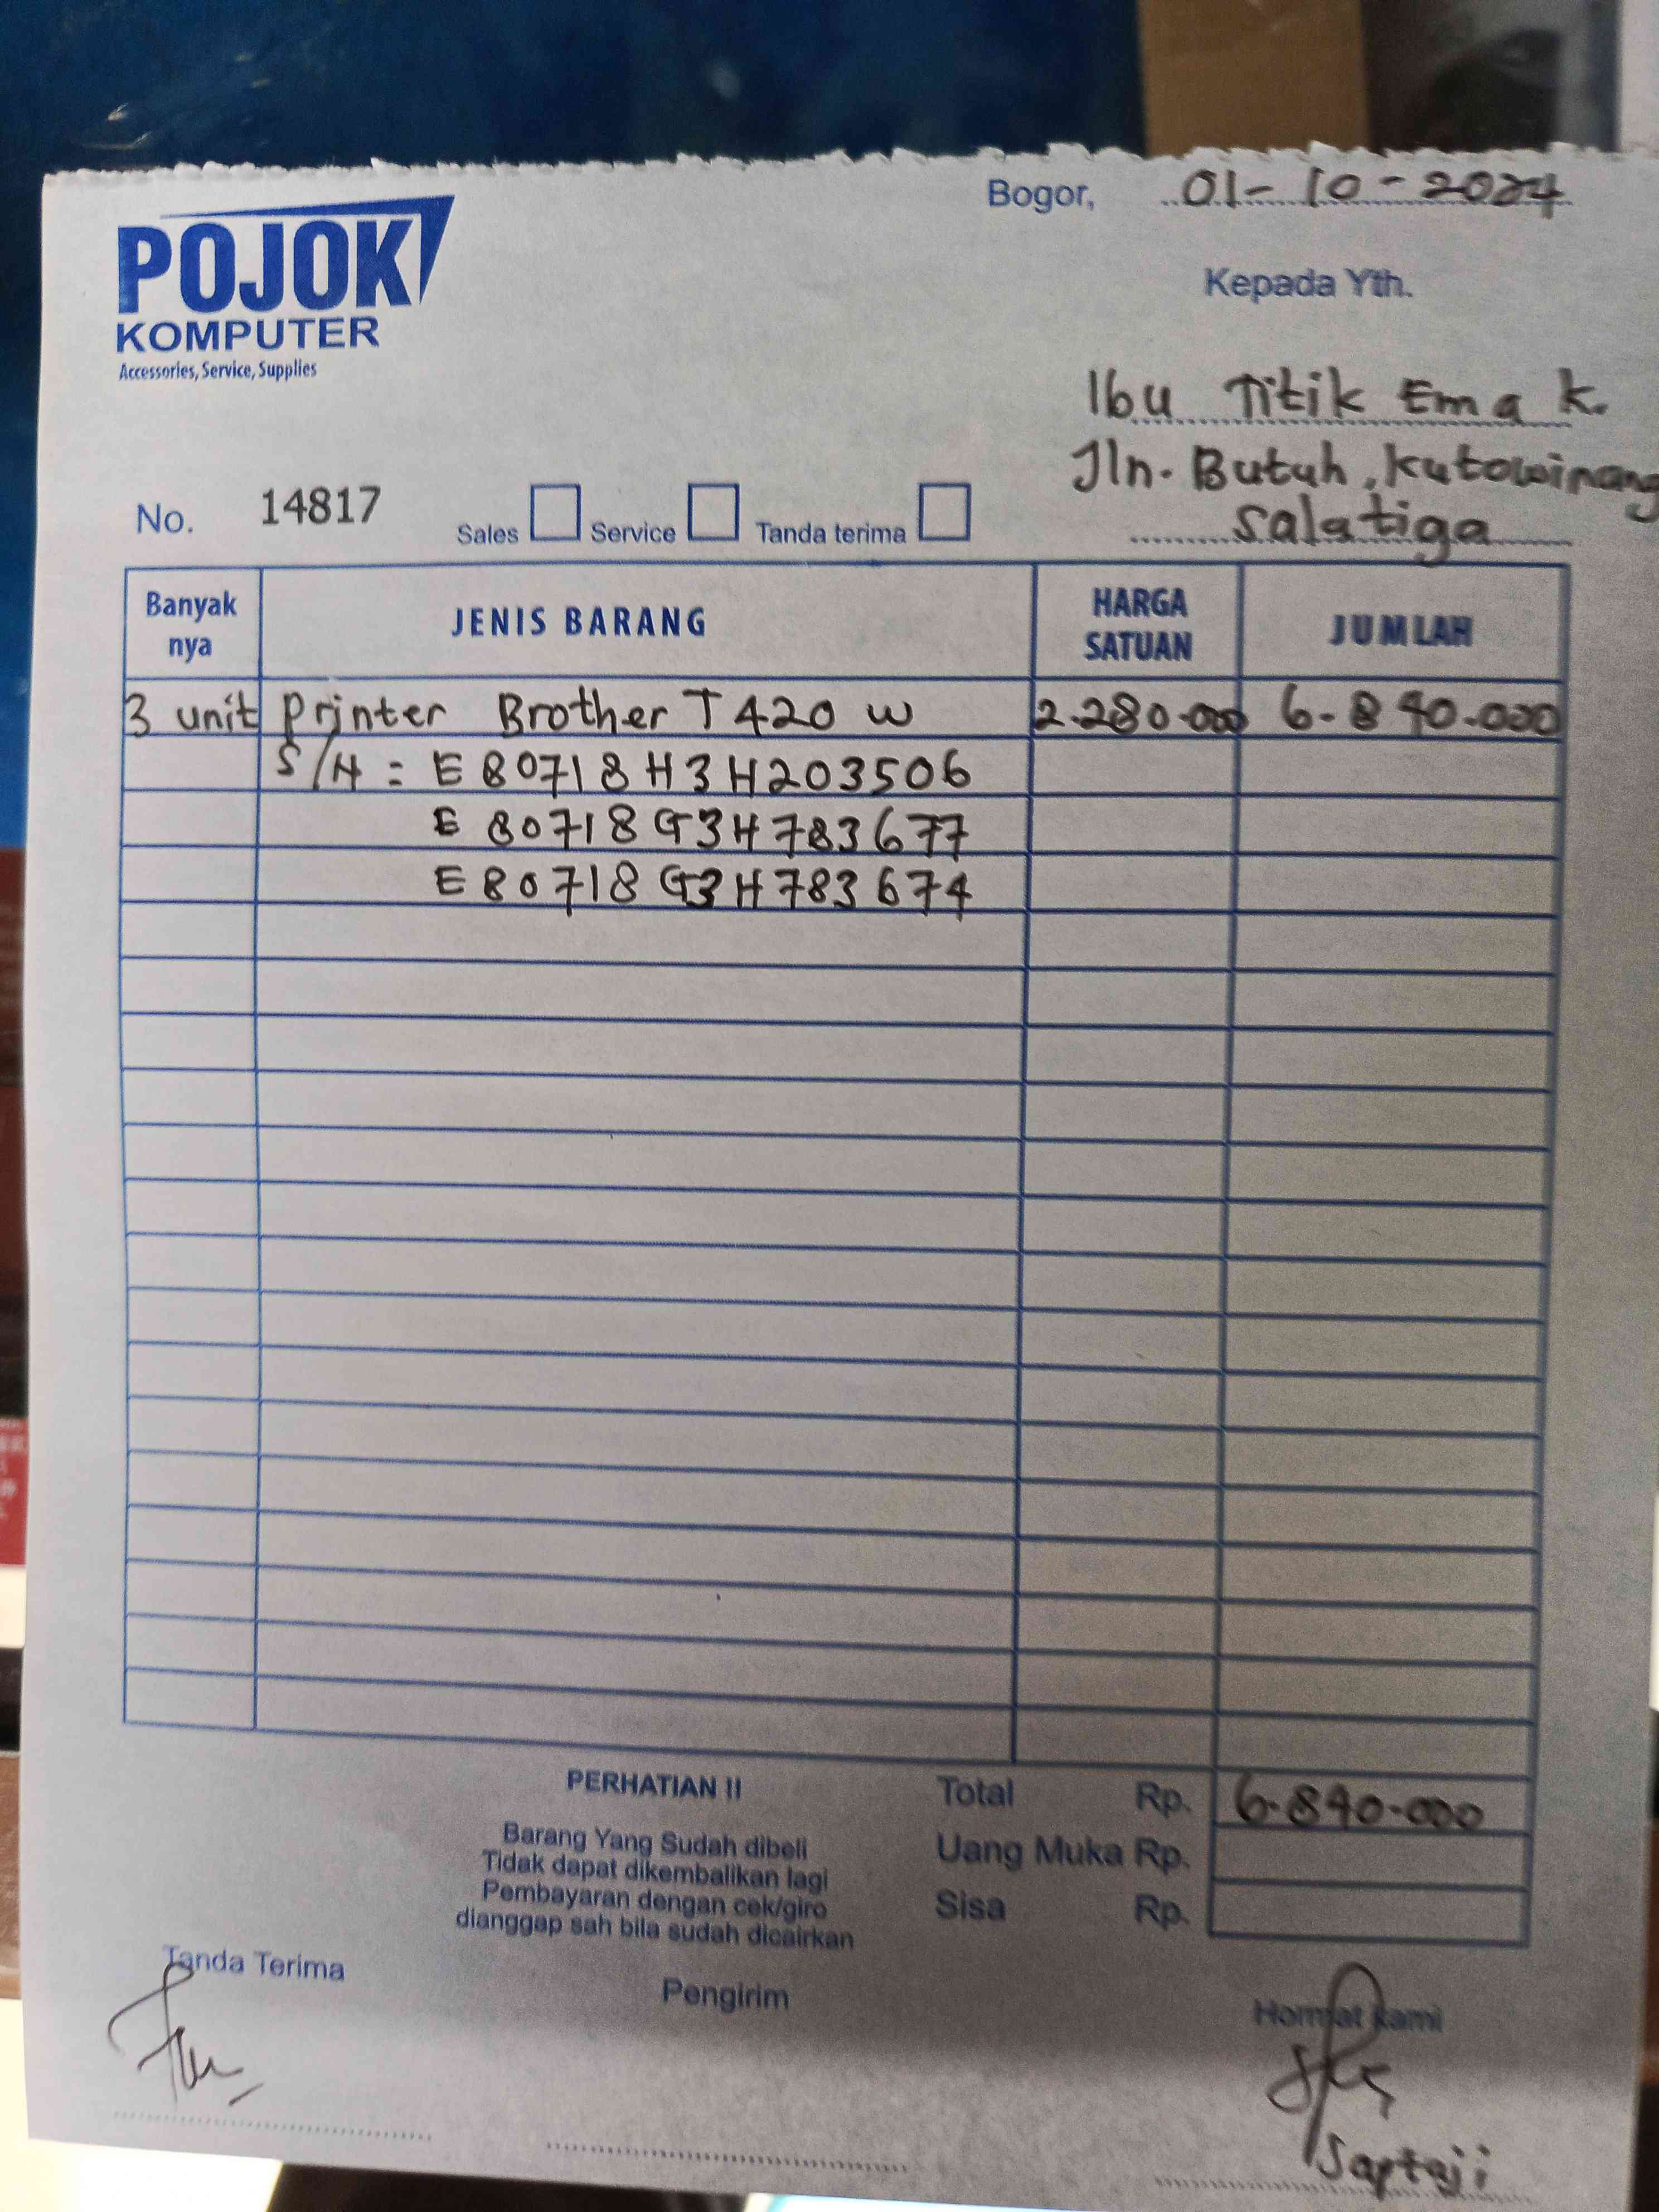 Bogor, 01-10-2024
POJOK
KOMPUTER
Accessories, Service, Supplies
Kepada Yth.
Ibu Titik Ema K.
Jln. Butuh, Kutowinang
Salatiga
No. 14817 Sales Service Tanda terima
Banyak nya JENIS BARANG HARGA SATUAN JUMLAH
3 unit Printer Brother T420 W 2.280.000 6.840.000
S/N = E80718H3H203506
E80718G3H783677
E80718G3H783674
PERHATIAN !!
Barang Yang Sudah dibeli
Tidak dapat dikembalikan lagi
Pembayaran dengan cek/giro
dianggap sah bila sudah dicairkan
Total Rp. 6.840.000
Uang Muka Rp.
Sisa Rp.
Tanda Terima Pengirim Hormat kami
Saptaji